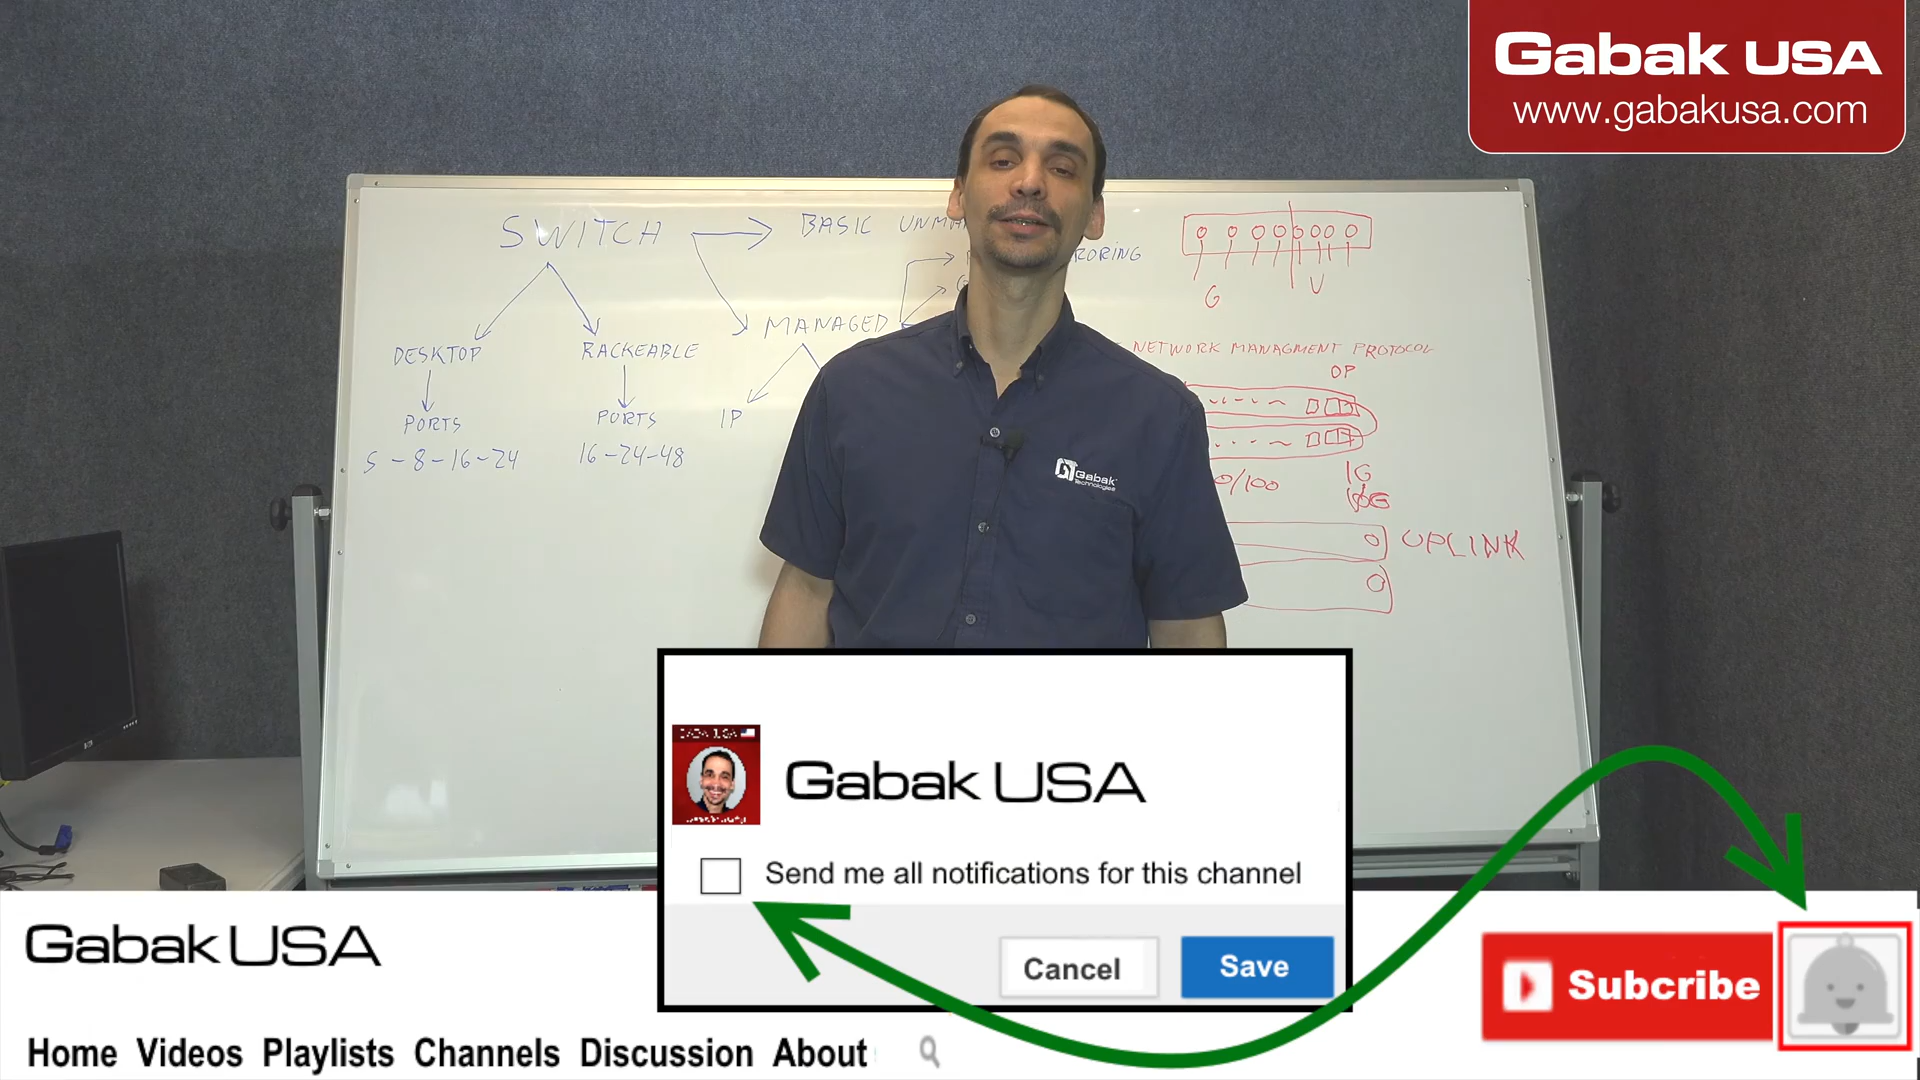 Gabak USA
www.gabakusa.com
SWITCH
BASIC
DESKTOP
RACKEABLE
MANAGED
PORTS
PORTS
IP
5-8-16-24
16-24-48
G
V
NETWORK MANAGMENT PROTOCOL
OP
1G
UPLINK
Gabak
Technologies
Gabak USA
Send me all notifications for this channel
Cancel
Save
Gabak USA
Subcribe
Home Videos Playlists Channels Discussion About